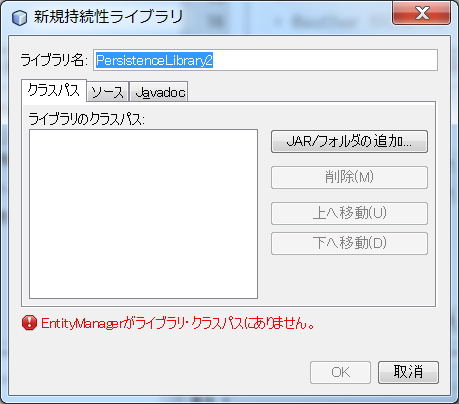 新規持続性ライブラリ
ライブラリ名: PersistenceLibrary2
クラスパス ソース Javadoc
ライブラリのクラスパス:
JAR/フォルダの追加...
削除(M)
上へ移動(U)
下へ移動(D)
EntityManagerがライブラリ・クラスパスにありません。
OK 取消